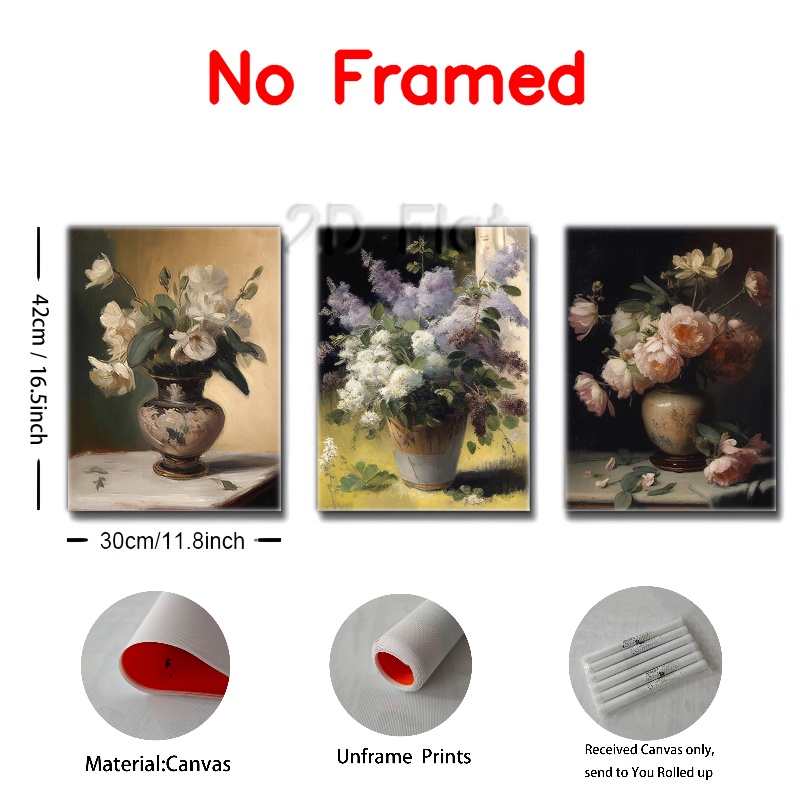 No Framed
2D Flat
42cm / 16.5inch
30cm/11.8inch
Material:Canvas
Unframe Prints
Received Canvas only,
send to You Rolled up